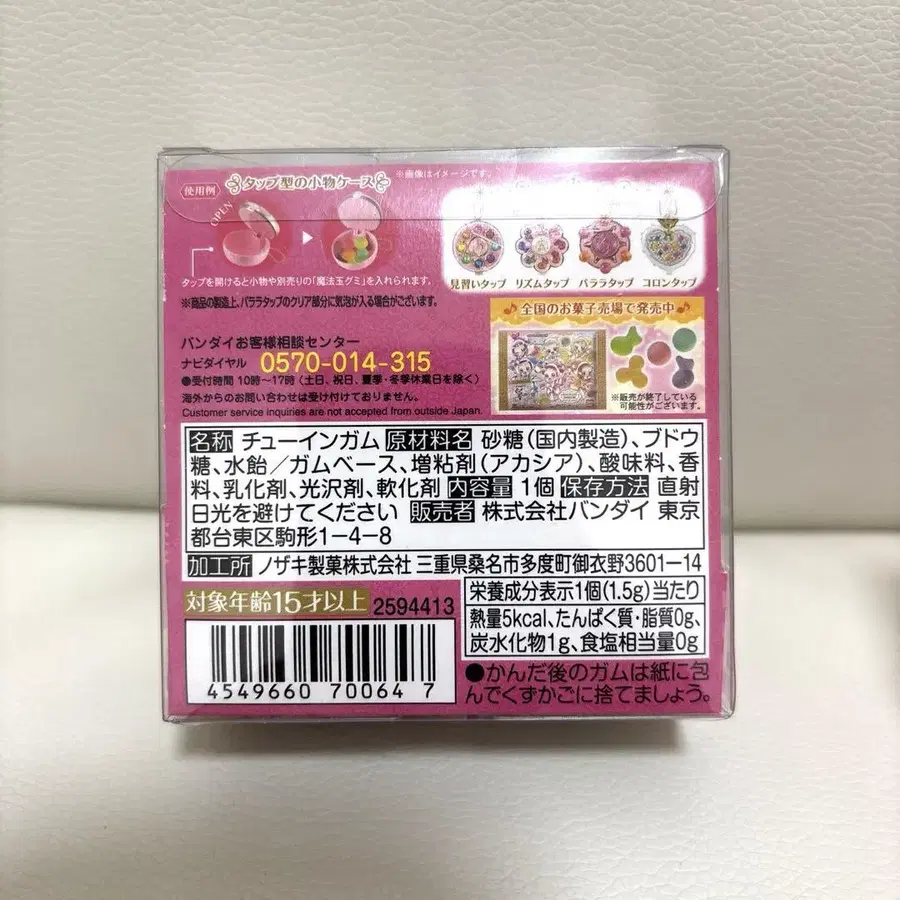 使用例
タップ型の小物ケース
※画像はイメージです。
OPEN
タップを開けると小物や別売りの「魔法玉グミ」を入れられます。
※商品の製造上、パララタップのクリア部分に気泡が入る場合がございます。
見習いタップ リズムタップ パララタップ コロンタップ
♪全国のお菓子売場で発売中♪
※販売が終了している
可能性がございます。
バンダイお客様相談センター
ナビダイヤル 0570-014-315
●受付時間 10時〜17時(土日、祝日、夏季・冬季休業日を除く)
海外からのお問い合わせは受け付けておりません。
Customer service inquiries are not accepted from outside Japan.
名称 チューインガム 原材料名 砂糖(国内製造)、ブドウ
糖、水飴/ガムベース、増粘剤(アカシア)、酸味料、香
料、乳化剤、光沢剤、軟化剤 内容量 1個 保存方法 直射
日光を避けてください 販売者 株式会社バンダイ 東京
都台東区駒形1-4-8
加工所 ノザキ製菓株式会社 三重県桑名市多度町御衣野3601-14
対象年齢15才以上 2594413
栄養成分表示1個(1.5g)当たり
熱量5kcal、たんぱく質・脂質0g、
炭水化物1g、食塩相当量0g
4549660 70064 7
●かんだ後のガムは紙に包
んでくずかごに捨てましょう。